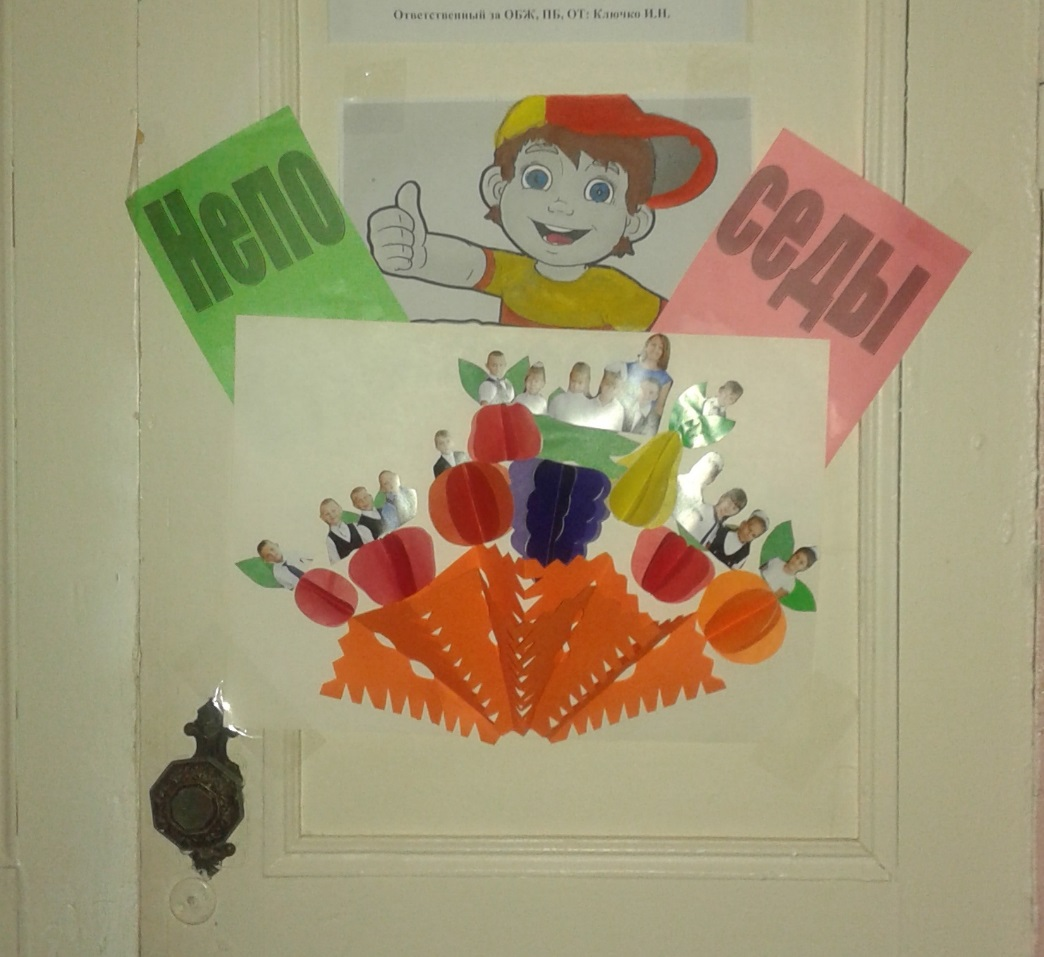 Ответственный за ОБЖ, ПБ, ОТ: Ключко И.И.
Непо
седы